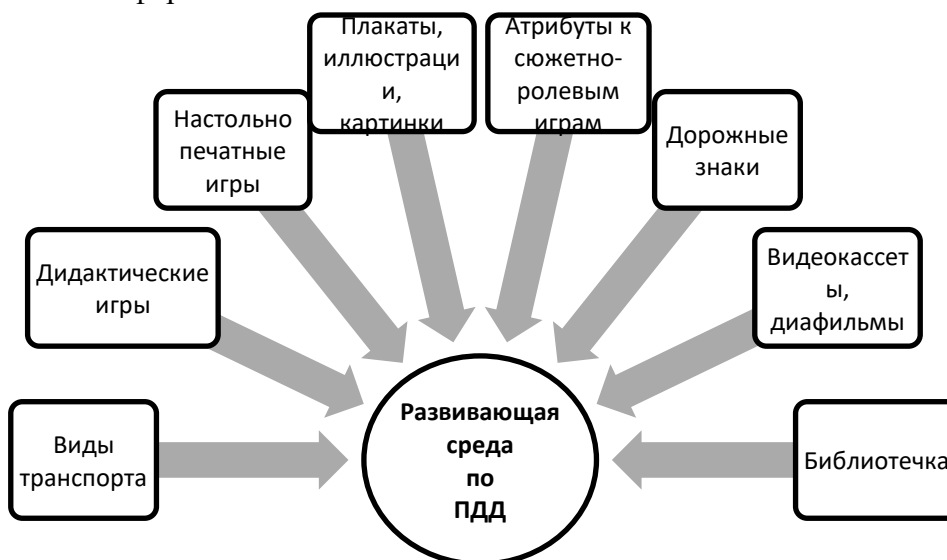 Плакаты,
иллюстраци
и,
картинки
Атрибуты к
сюжетно-
ролевым
играм
Настольно
печатные
игры
Дорожные
знаки
Дидактические
игры
Видеокассет
ы,
диафильмы
Виды
транспорта
Развивающая
среда
по
ПДД
Библиотечка